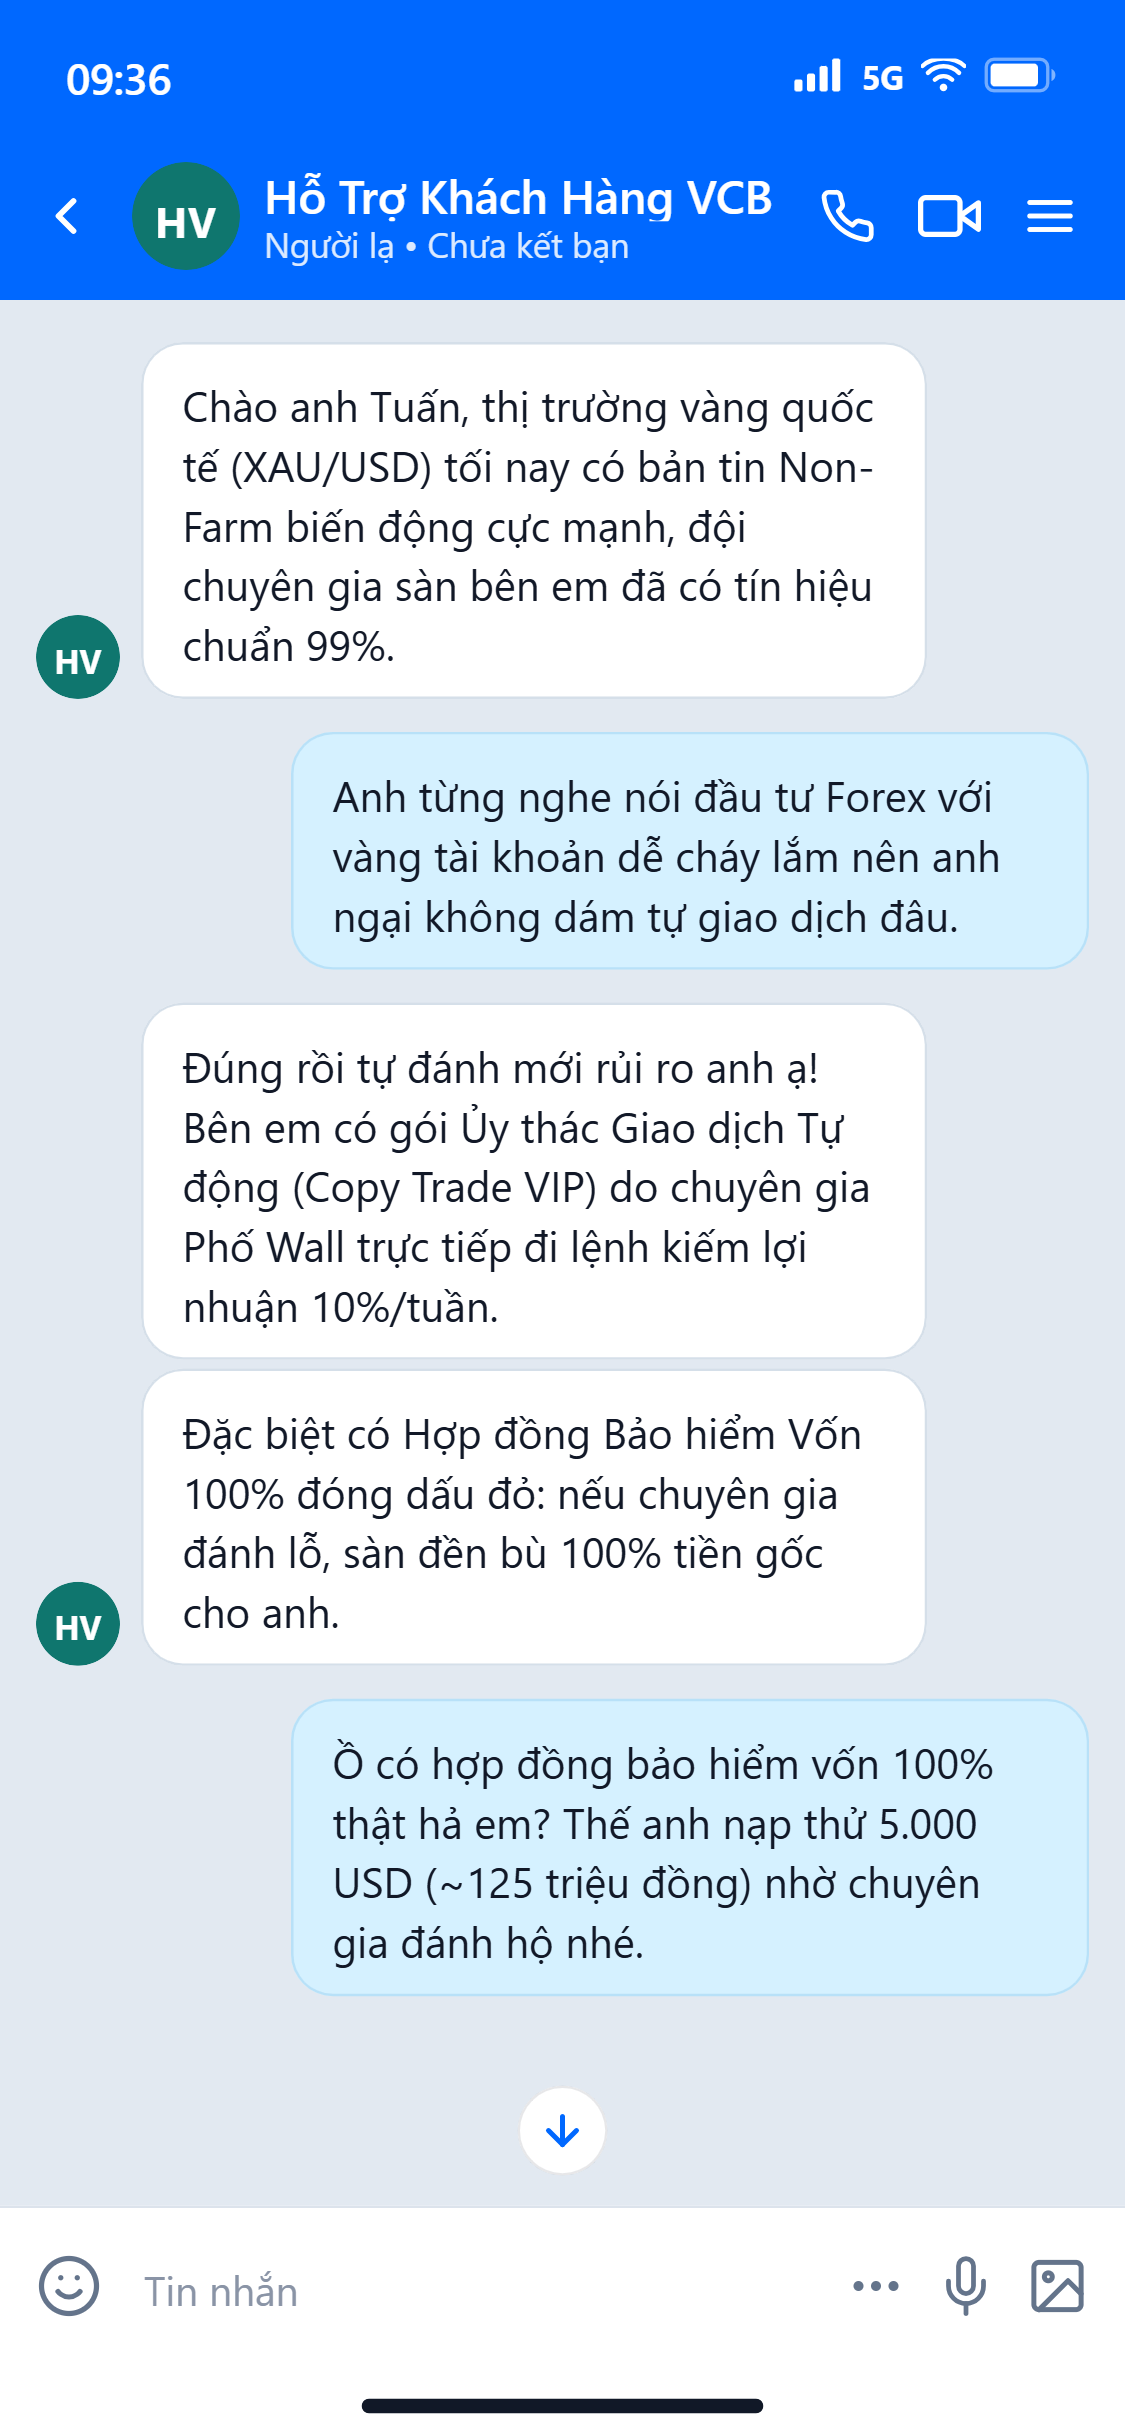 09:36
5G
HV
Hỗ Trợ Khách Hàng VCB
Người lạ • Chưa kết bạn
Chào anh Tuấn, thị trường vàng quốc
tế (XAU/USD) tối nay có bản tin Non-
Farm biến động cực mạnh, đội
chuyên gia sàn bên em đã có tín hiệu
chuẩn 99%.
HV
Anh từng nghe nói đầu tư Forex với
vàng tài khoản dễ cháy lắm nên anh
ngại không dám tự giao dịch đâu.
Đúng rồi tự đánh mới rủi ro anh ạ!
Bên em có gói Ủy thác Giao dịch Tự
động (Copy Trade VIP) do chuyên gia
Phố Wall trực tiếp đi lệnh kiếm lợi
nhuận 10%/tuần.
Đặc biệt có Hợp đồng Bảo hiểm Vốn
100% đóng dấu đỏ: nếu chuyên gia
đánh lỗ, sàn đền bù 100% tiền gốc
cho anh.
HV
Ồ có hợp đồng bảo hiểm vốn 100%
thật hả em? Thế anh nạp thử 5.000
USD (~125 triệu đồng) nhờ chuyên
gia đánh hộ nhé.
Tin nhắn